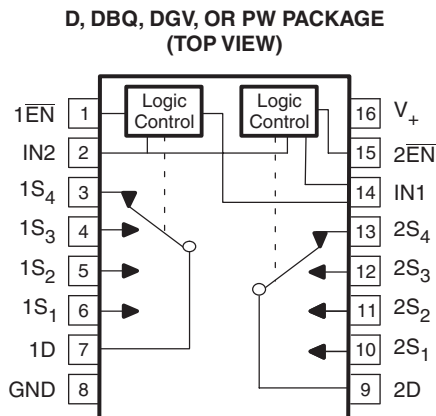 D, DBQ, DGV, OR PW PACKAGE
(TOP VIEW)
Logic
Control
Logic
Control
1E̅N̅ 1
IN2 2
1S4 3
1S3 4
1S2 5
1S1 6
1D 7
GND 8
16 V+
15 2E̅N̅
14 IN1
13 2S4
12 2S3
11 2S2
10 2S1
9 2D